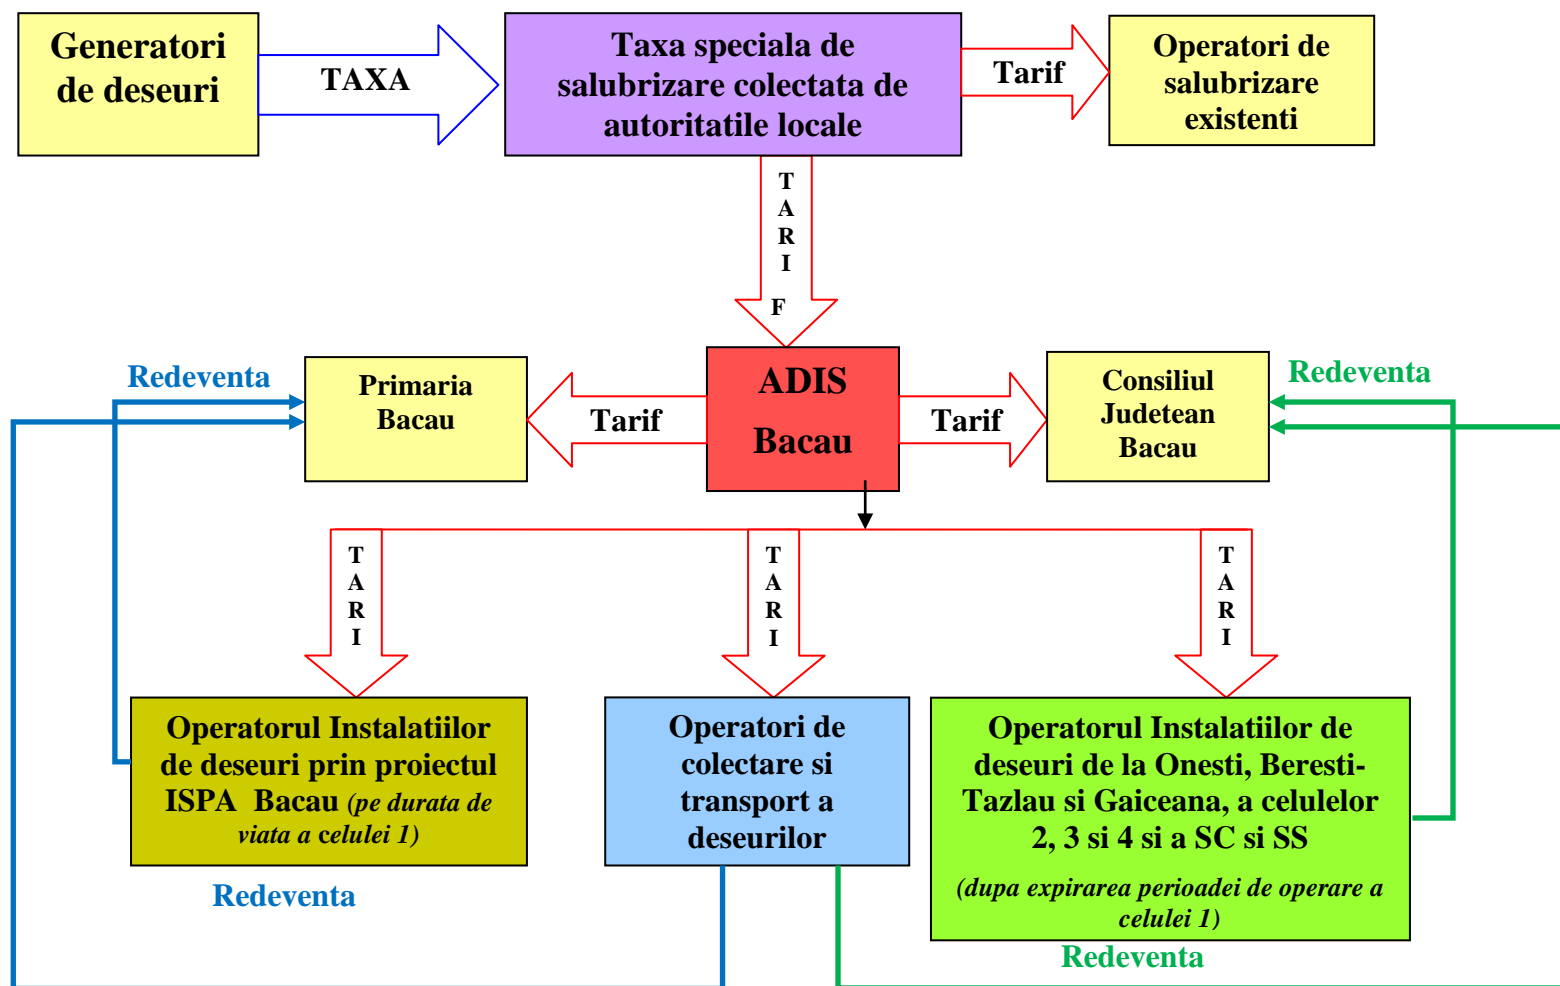 Generatori
de deseuri
TAXA
Taxa speciala de
salubrizare colectata de
autoritatile locale
Tarif
Operatori de
salubrizare
existenti
T
A
R
I
F
Redeventa
Primaria
Bacau
Tarif
ADIS
Bacau
Tarif
Consiliul
Judetean
Bacau
Redeventa
T
A
R
I
T
A
R
I
T
A
R
I
Operatorul Instalatiilor
de deseuri prin proiectul
ISPA Bacau (pe durata de
viata a celulei 1)
Operatori de
colectare si
transport a
deseurilor
Operatorul Instalatiilor de
deseuri de la Onesti, Beresti-
Tazlau si Gaiceana, a celulelor
2, 3 si 4 si a SC si SS
(dupa expirarea perioadei de operare a
celulei 1)
Redeventa
Redeventa